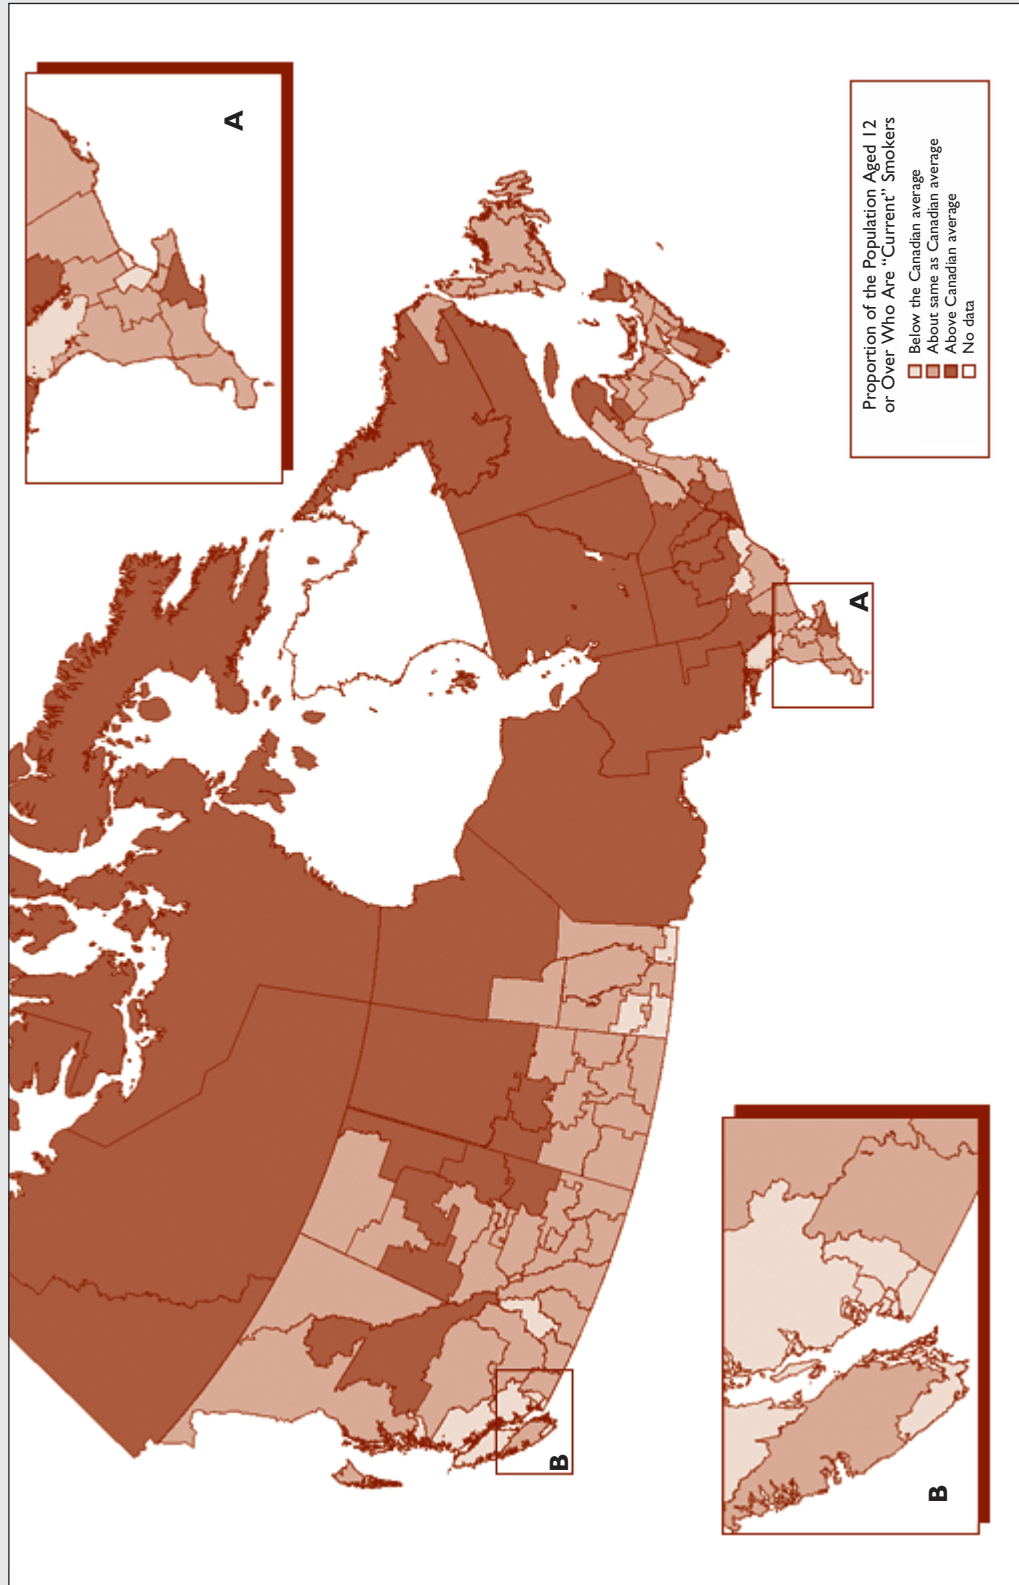 A
Proportion of the Population Aged 12
or Over Who Are “Current” Smokers
Below the Canadian average
About same as Canadian average
Above Canadian average
No data
A
B
B